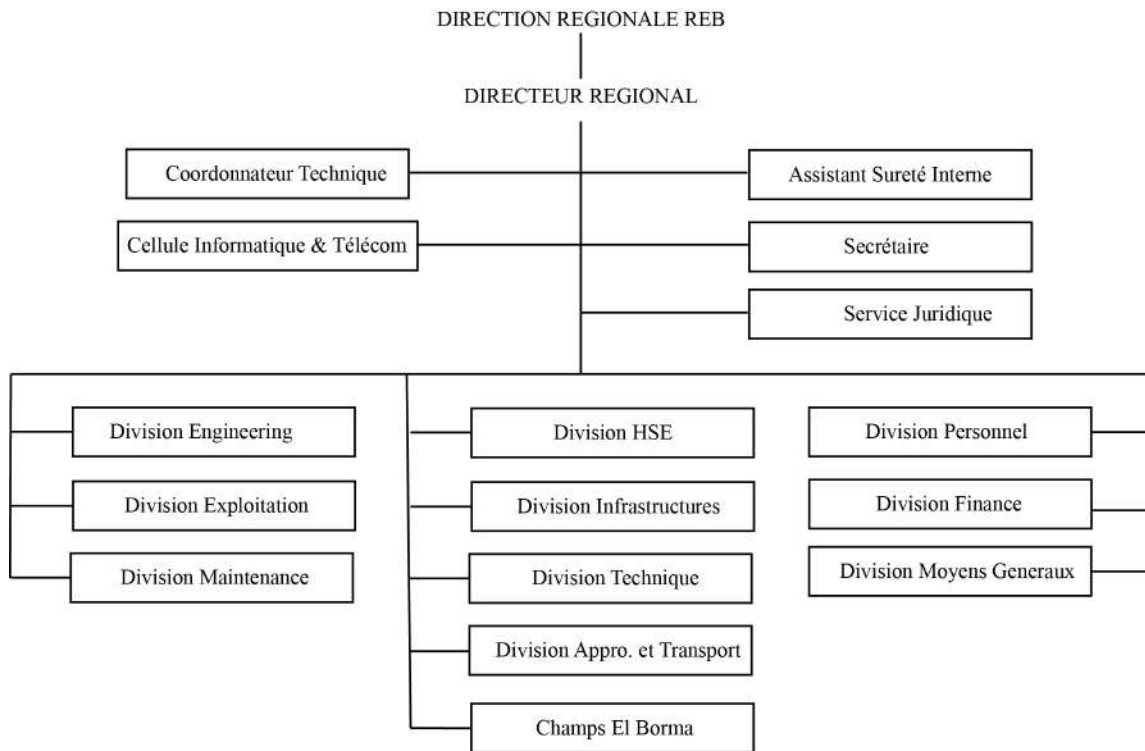 DIRECTION REGIONALE REB
DIRECTEUR REGIONAL
Coordonnateur Technique
Assistant Sureté Interne
Cellule Informatique & Télécom
Secrétaire
Service Juridique
Division Engineering
Division HSE
Division Personnel
Division Exploitation
Division Infrastructures
Division Finance
Division Maintenance
Division Technique
Division Moyens Generaux
Division Appro. et Transport
Champs El Borma